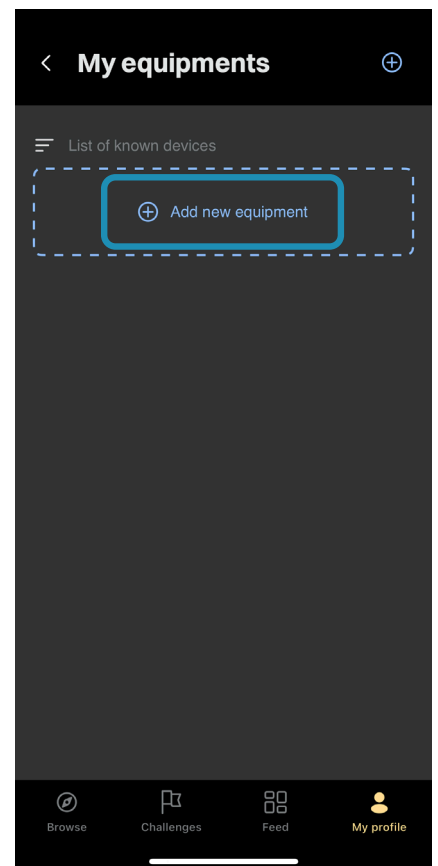 My equipments
List of known devices
Add new equipment
Browse Challenges Feed My profile